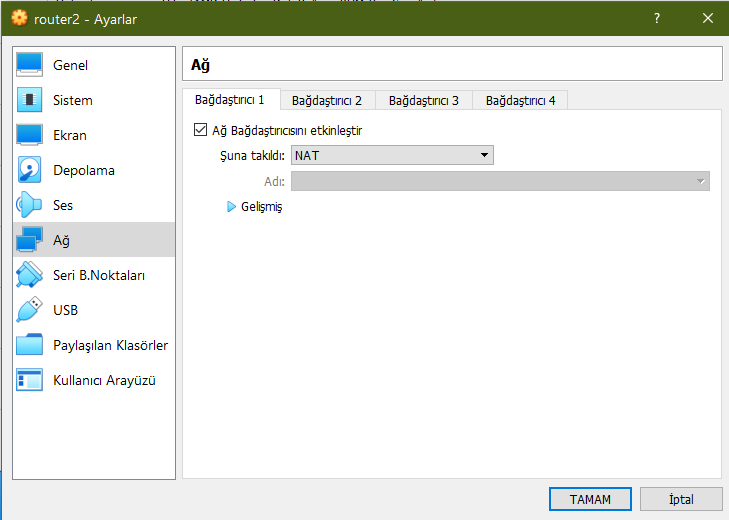 router2 - Ayarlar
?
Genel
Sistem
Ekran
Depolama
Ses
Ağ
Seri B.Noktaları
USB
Paylaşılan Klasörler
Kullanıcı Arayüzü
Ağ
Bağdaştırıcı 1
Bağdaştırıcı 2
Bağdaştırıcı 3
Bağdaştırıcı 4
Ağ Bağdaştırıcısını etkinleştir
Şuna takıldı: NAT
Adı:
Gelişmiş
TAMAM
İptal